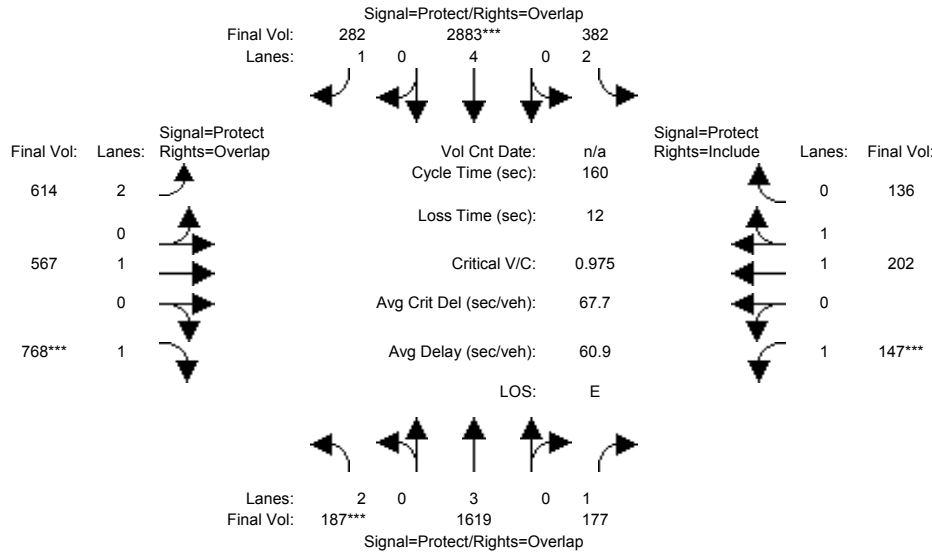 Signal=Protect/Rights=Overlap
Final Vol: 282 2883*** 382
Lanes: 1 0 4 0 2
Signal=Protect Signal=Protect
Final Vol: Lanes: Rights=Overlap Vol Cnt Date: n/a Rights=Include Lanes: Final Vol:
Cycle Time (sec): 160
614 2 0 136
Loss Time (sec): 12
0 1
567 1 Critical V/C: 0.975 1 202
0 Avg Crit Del (sec/veh): 67.7 0
768*** 1 Avg Delay (sec/veh): 60.9 1 147***
LOS: E
Lanes: 2 0 3 0 1
Final Vol: 187*** 1619 177
Signal=Protect/Rights=Overlap